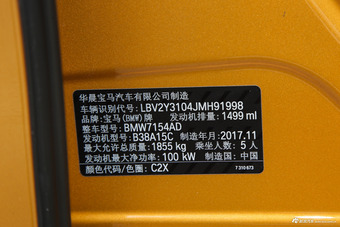 华晨宝马汽车有限公司制造
车辆识别代号: LBV2Y3104JMH91998
品牌: 宝马(BMW)牌 发动机排量: 1499 ml
整车型号: BMW7154AD
发动机型号: B38A15C 制造年月: 2017.11
最大允许总质量: 1855 kg 乘坐人数: 5人
发动机最大净功率: 100 kW 制造国: 中国
颜色代码/色圈: C2X
7 310 673